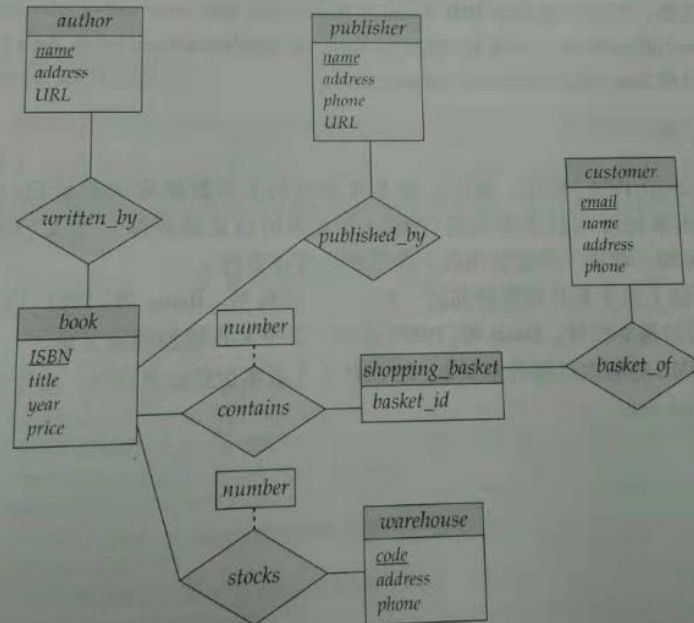 author
name
address
URL
publisher
name
address
phone
URL
customer
email
name
address
phone
written_by
published_by
book
ISBN
title
year
price
number
contains
shopping_basket
basket_id
basket_of
number
stocks
warehouse
code
address
phone